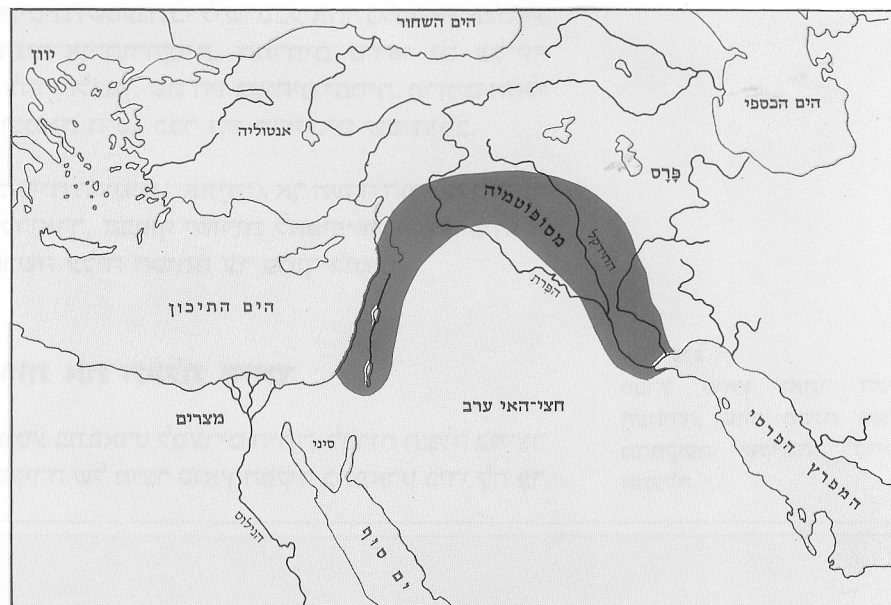 הים השחור
יוון
הים הכספי
אנטוליה
פָּרָס
מסופוטמיה
החידקל
הפרת
הים התיכון
חצי-האי ערב
מצרים
סיני
המפרץ הפרסי
הנילוס
ים סוף